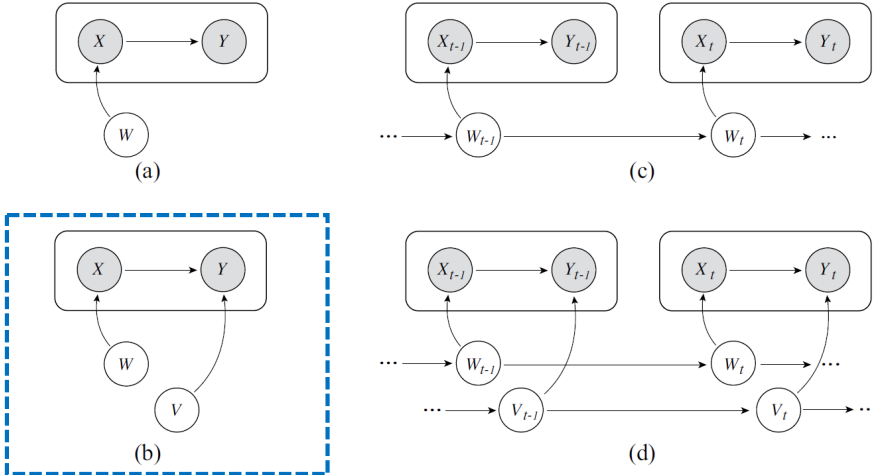 X Y
W
(a)
X_{t-1} Y_{t-1} X_t Y_t
... W_{t-1} W_t ...
(c)
X Y
W
V
(b)
X_{t-1} Y_{t-1} X_t Y_t
... W_{t-1} W_t ...
... V_{t-1} V_t ..
(d)